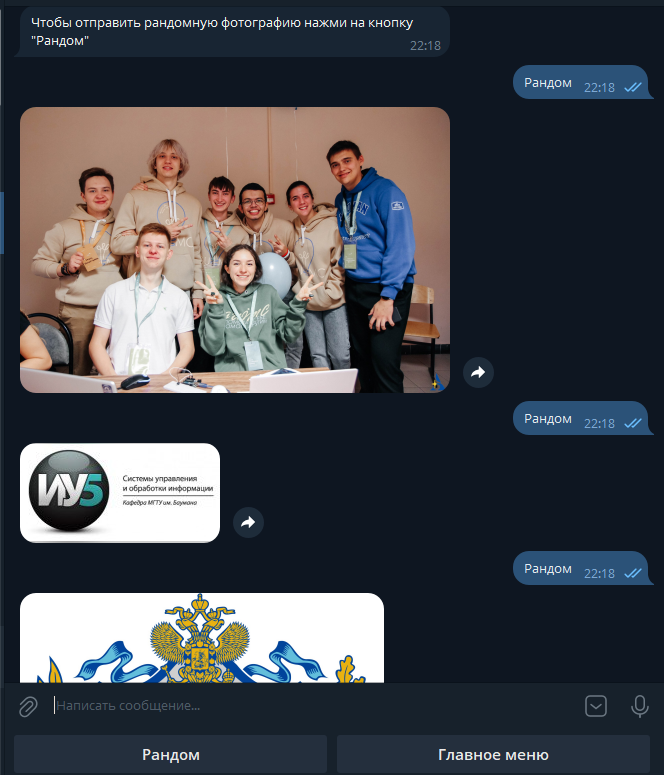 Чтобы отправить рандомную фотографию нажми на кнопку
"Рандом"
22:18
Рандом 22:18
Рандом 22:18
ИУ5
Системы управления
и обработки информации
Кафедра МГТУ им. Баумана
Рандом 22:18
Написать сообщение...
Рандом
Главное меню